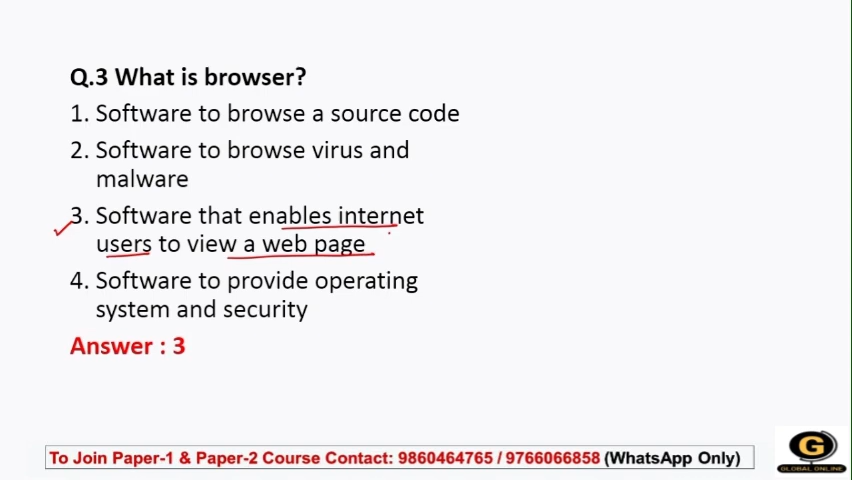 Q.3 What is browser?
1. Software to browse a source code
2. Software to browse virus and
malware
3. Software that enables internet
users to view a web page
4. Software to provide operating
system and security
Answer : 3
To Join Paper-1 & Paper-2 Course Contact: 9860464765 / 9766066858 (WhatsApp Only)
G
GLOBAL ONLINE